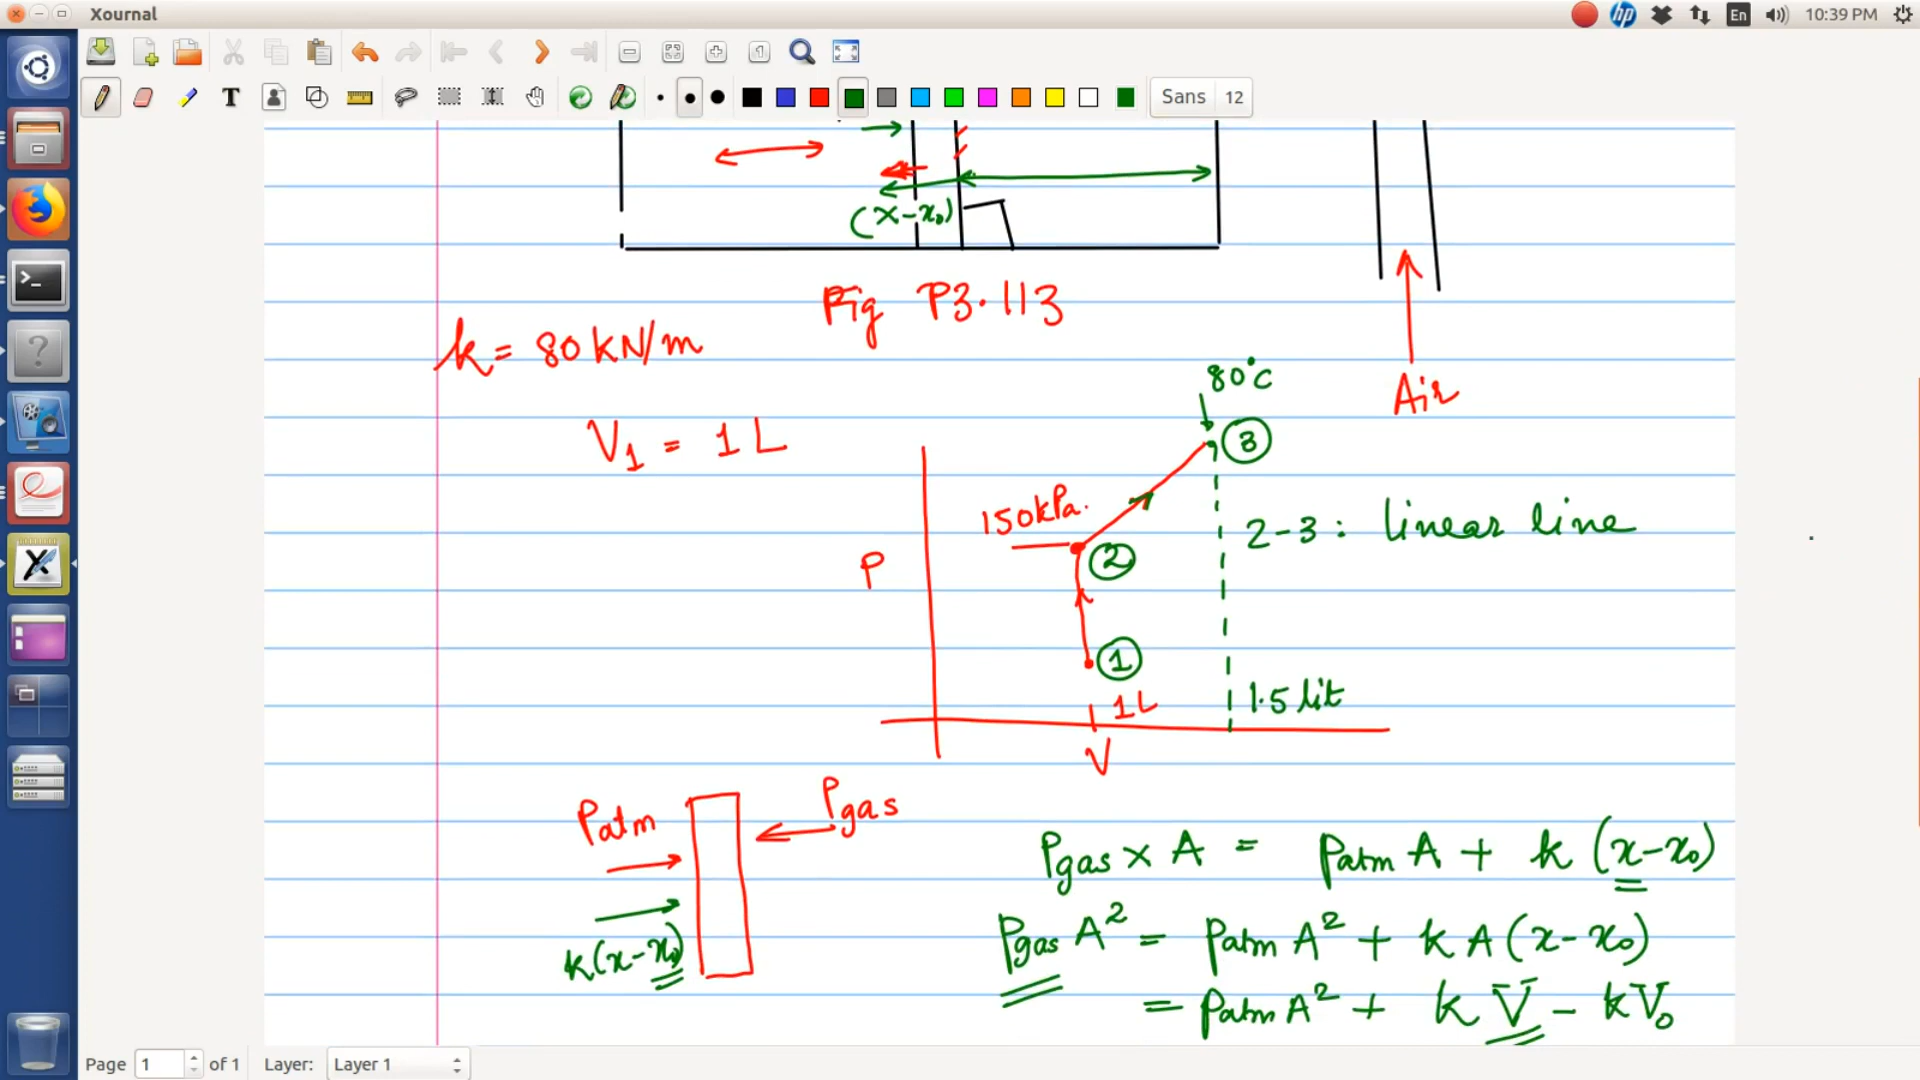 Xournal
En
10:39 PM
Sans 12
(x-x₀)
Fig P3.113
k = 80 kN/m
Air
80°C
V₁ = 1 L
3
150kPa.
2-3 : linear line
P
2
1
1L
1.5 lit
V
Patm
Pgas
k(x-x₀)
Pgas × A = Patm A + k (x-x₀)
Pgas A² = Patm A² + k A (x-x₀)
= Patm A² + k V - kV₀
Page 1 of 1 Layer: Layer 1